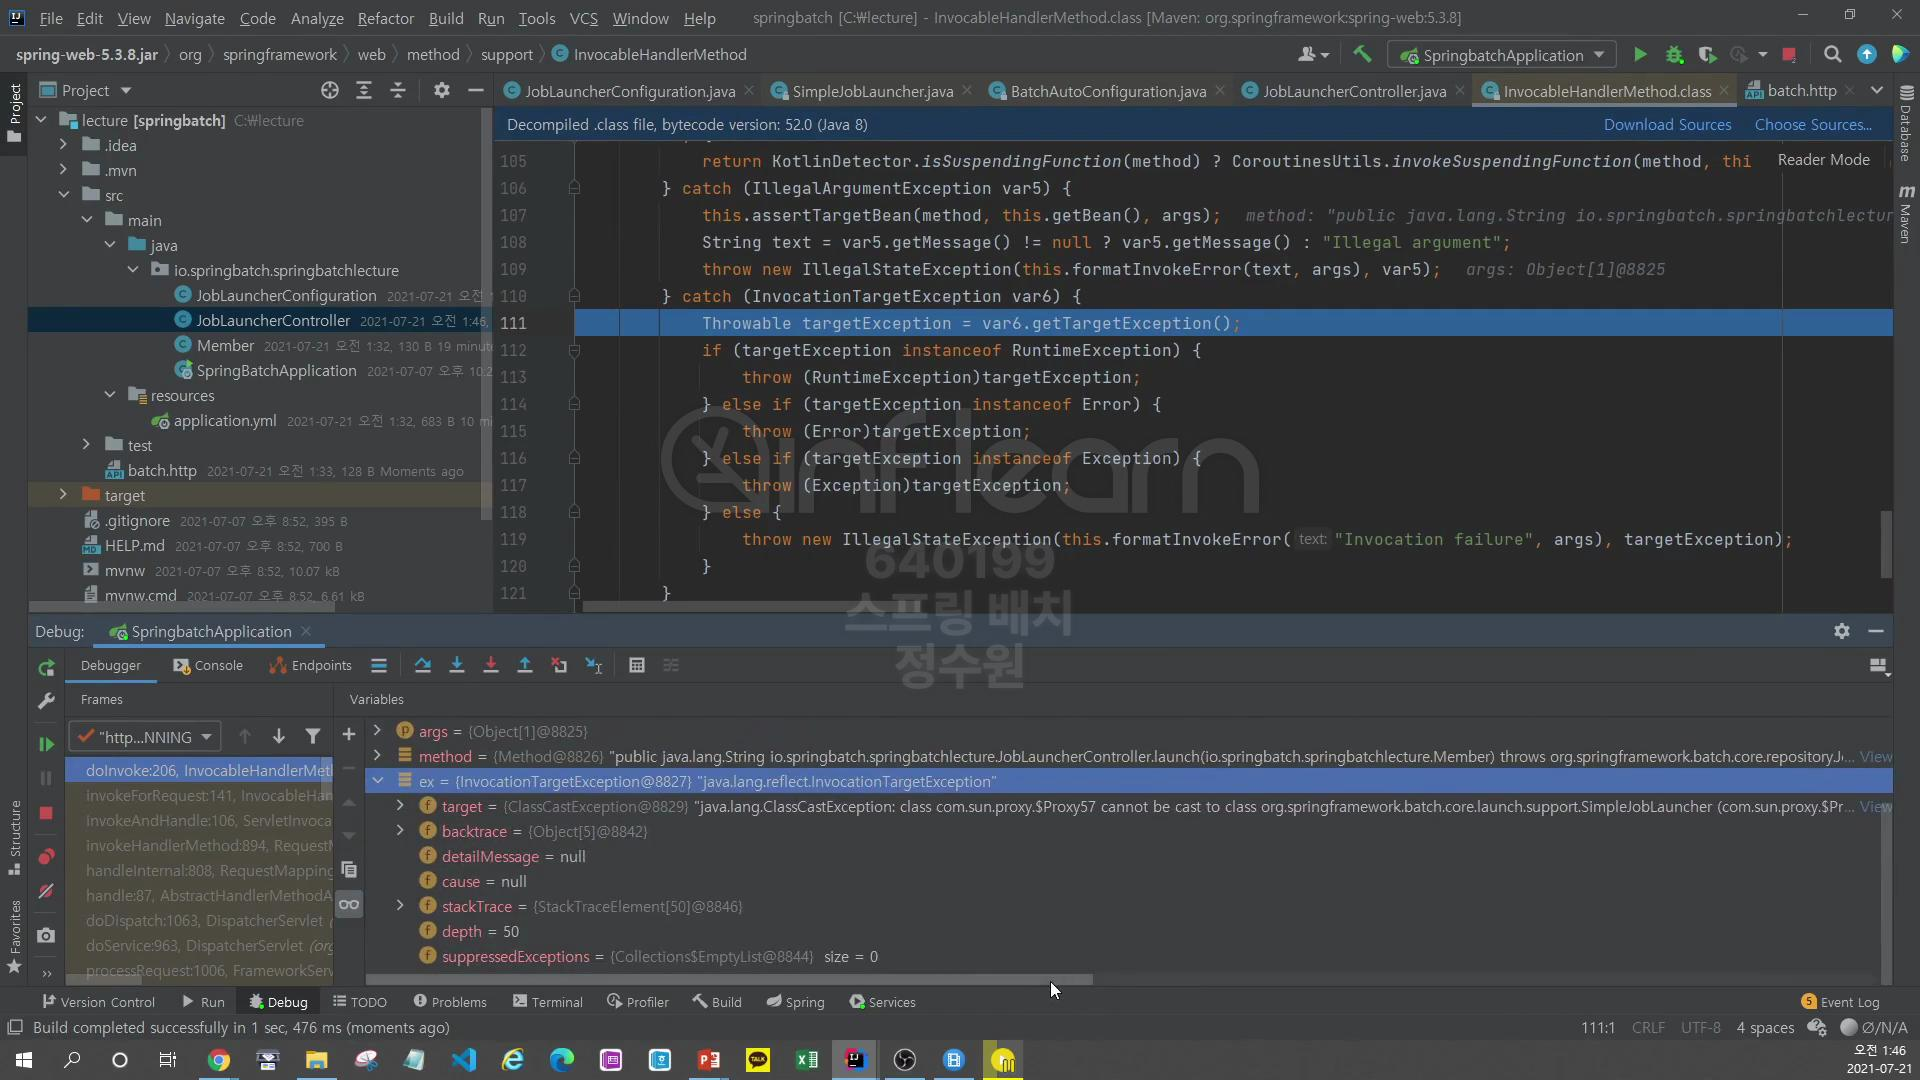 File Edit View Navigate Code Analyze Refactor Build Run Tools VCS Window Help springbatch [C:\lecture] - InvocableHandlerMethod.class [Maven: org.springframework:spring-web:5.3.8]
spring-web-5.3.8.jar org springframework web method support InvocableHandlerMethod SpringbatchApplication
Project JobLauncherConfiguration.java SimpleJobLauncher.java BatchAutoConfiguration.java JobLauncherController.java InvocableHandlerMethod.class batch.http
Decompiled .class file, bytecode version: 52.0 (Java 8) Download Sources Choose Sources...
Reader Mode
lecture [springbatch] C:\lecture
.idea
.mvn
src
main
java
io.springbatch.springbatchlecture
JobLauncherConfiguration 2021-07-21 오전 1
JobLauncherController 2021-07-21 오전 1:46,
Member 2021-07-21 오전 1:32, 130 B 19 minute
SpringBatchApplication 2021-07-07 오후 10:2
resources
application.yml 2021-07-21 오전 1:32, 683 B 10 mi
test
batch.http 2021-07-21 오전 1:33, 128 B Moments ago
target
.gitignore 2021-07-07 오후 8:52, 395 B
HELP.md 2021-07-07 오후 8:52, 700 B
mvnw 2021-07-07 오후 8:52, 10.07 kB
mvnw.cmd 2021-07-07 오후 8:52, 6.61 kB
105 return KotlinDetector.isSuspendingFunction(method) ? CoroutinesUtils.invokeSuspendingFunction(method, thi
106 } catch (IllegalArgumentException var5) {
107 this.assertTargetBean(method, this.getBean(), args); method: "public java.lang.String io.springbatch.springbatchlectur
108 String text = var5.getMessage() != null ? var5.getMessage() : "Illegal argument";
109 throw new IllegalStateException(this.formatInvokeError(text, args), var5); args: Object[1]@8825
110 } catch (InvocationTargetException var6) {
111 Throwable targetException = var6.getTargetException();
112 if (targetException instanceof RuntimeException) {
113 throw (RuntimeException)targetException;
114 } else if (targetException instanceof Error) {
115 throw (Error)targetException;
116 } else if (targetException instanceof Exception) {
117 throw (Exception)targetException;
118 } else {
119 throw new IllegalStateException(this.formatInvokeError( text: "Invocation failure", args), targetException);
120 }
121 }
inflearn
640199
스프링 배치
정수원
Project
Structure
Favorites
Database
m Maven
Debug: SpringbatchApplication
Debugger Console Endpoints
Frames Variables
"http...NNING
doInvoke:206, InvocableHandlerMet
invokeForRequest:141, InvocableHan
invokeAndHandle:106, ServletInvoca
invokeHandlerMethod:894, RequestM
handleInternal:808, RequestMapping
handle:87, AbstractHandlerMethodA
doDispatch:1063, DispatcherServlet (
doService:963, DispatcherServlet (org
processRequest:1006, FrameworkServ
args = {Object[1]@8825}
method = {Method@8826} "public java.lang.String io.springbatch.springbatchlecture.JobLauncherController.launch(io.springbatch.springbatchlecture.Member) throws org.springframework.batch.core.repository.J... View
ex = {InvocationTargetException@8827} "java.lang.reflect.InvocationTargetException"
target = {ClassCastException@8829} "java.lang.ClassCastException: class com.sun.proxy.$Proxy57 cannot be cast to class org.springframework.batch.core.launch.support.SimpleJobLauncher (com.sun.proxy.$Pr... View
backtrace = {Object[5]@8842}
detailMessage = null
cause = null
stackTrace = {StackTraceElement[50]@8846}
depth = 50
suppressedExceptions = {Collections$EmptyList@8844} size = 0
Version Control Run Debug TODO Problems Terminal Profiler Build Spring Services 5 Event Log
Build completed successfully in 1 sec, 476 ms (moments ago) 111:1 CRLF UTF-8 4 spaces Ø/N/A
오전 1:46
2021-07-21